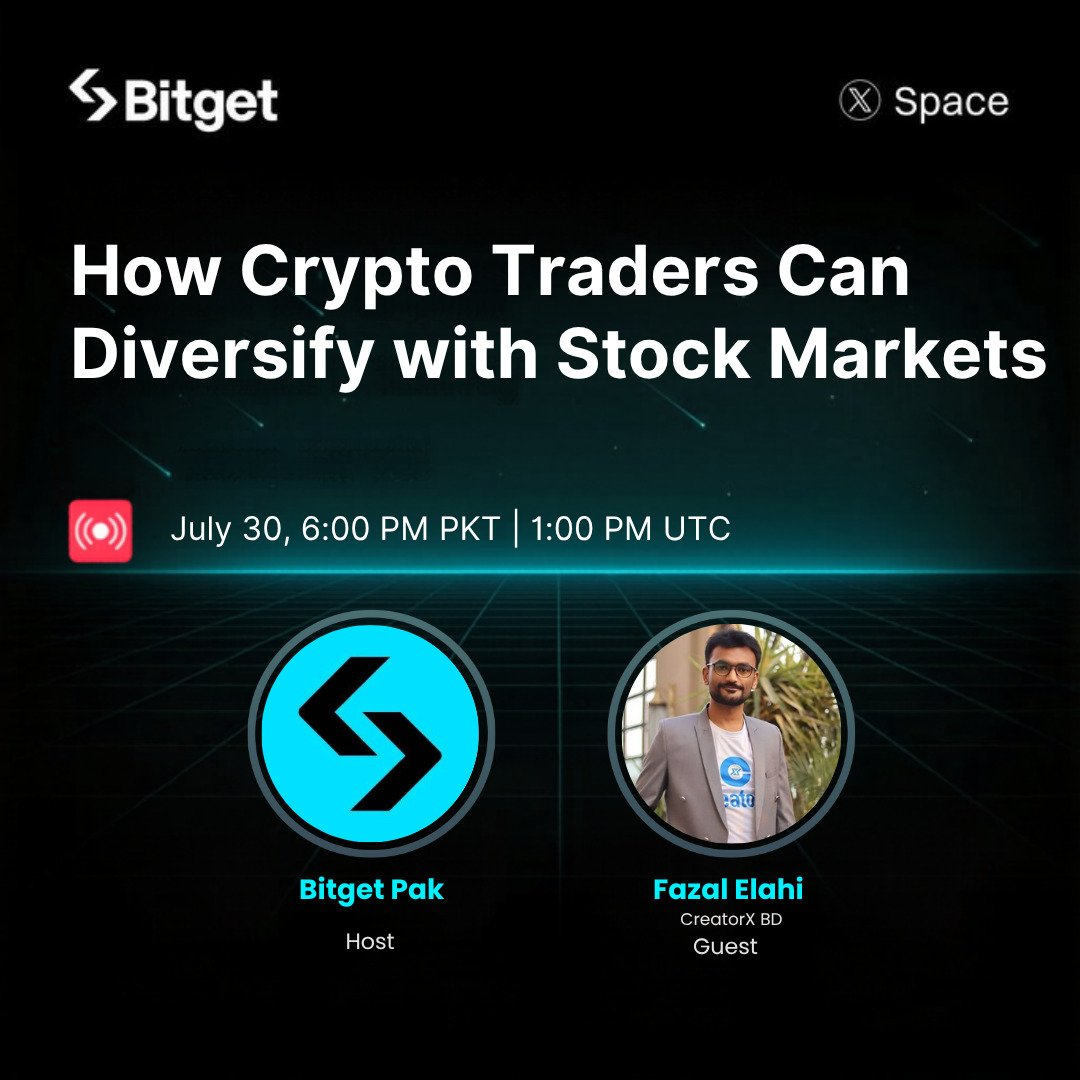 Bitget
X Space
How Crypto Traders Can
Diversify with Stock Markets
July 30, 6:00 PM PKT | 1:00 PM UTC
Bitget Pak
Host
Fazal Elahi
CreatorX BD
Guest